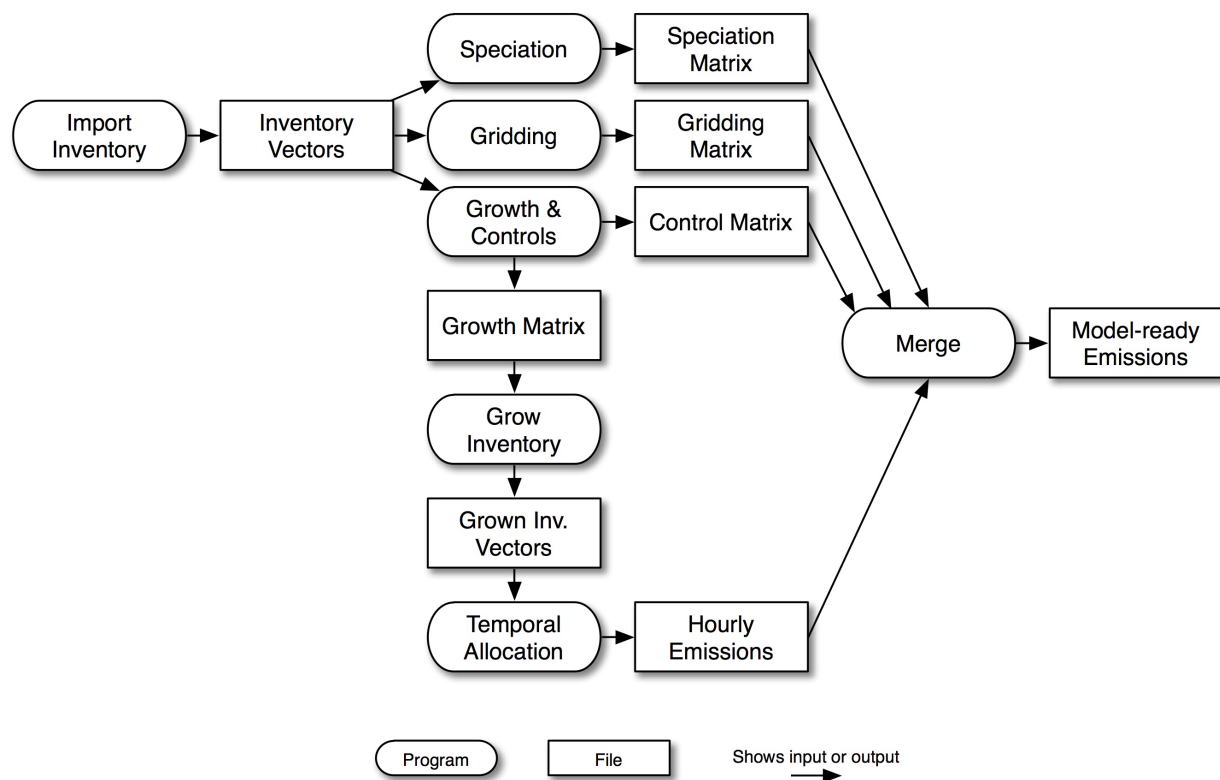 Speciation
Speciation
Matrix
Import
Inventory
Inventory
Vectors
Gridding
Gridding
Matrix
Growth &
Controls
Control Matrix
Growth Matrix
Merge
Model-ready
Emissions
Grow
Inventory
Grown Inv.
Vectors
Temporal
Allocation
Hourly
Emissions
Program
File
Shows input or output